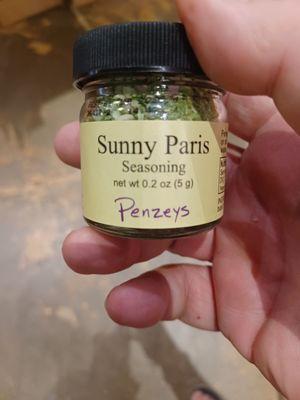 Sunny Paris
Seasoning
net wt 0.2 oz (5 g)
Penzeys